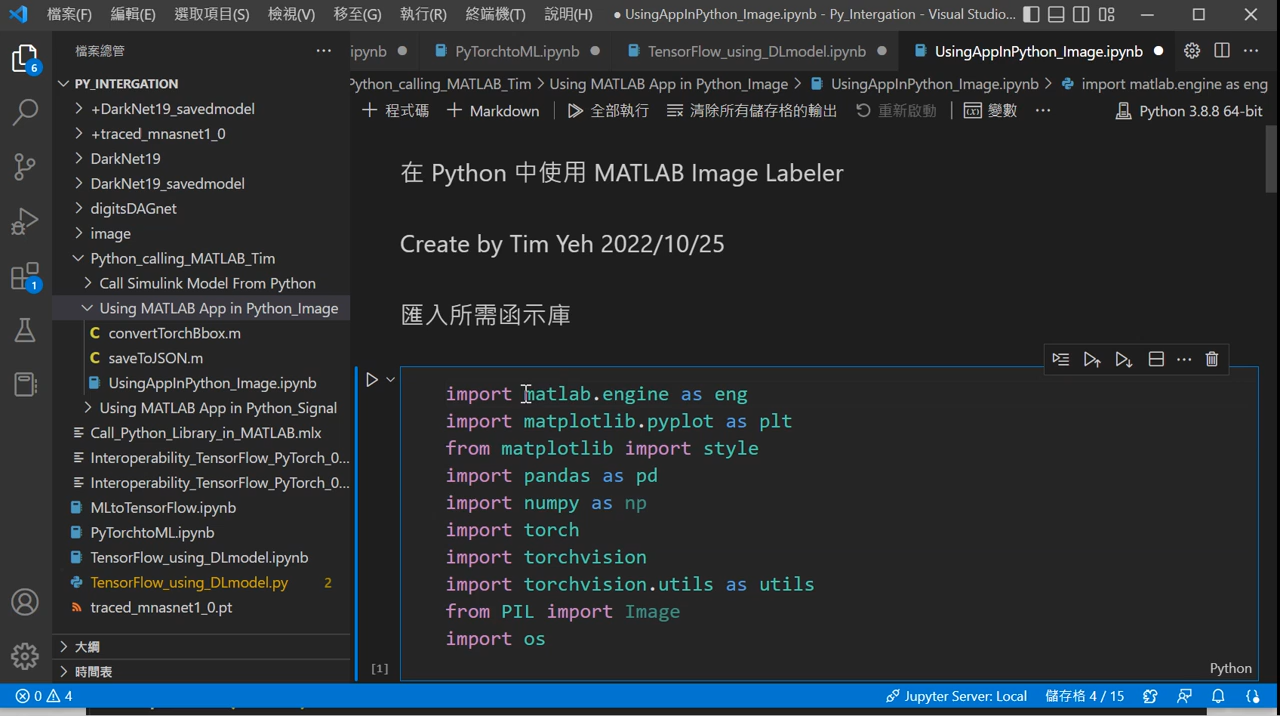 檔案(F) 編輯(E) 選取項目(S) 檢視(V) 移至(G) 執行(R) 終端機(T) 說明(H) ● UsingAppInPython_Image.ipynb - Py_Intergation - Visual Studio...
檔案總管
ipynb PyTorchtoML.ipynb TensorFlow_using_DLmodel.ipynb UsingAppInPython_Image.ipynb
Python_calling_MATLAB_Tim > Using MATLAB App in Python_Image > UsingAppInPython_Image.ipynb > import matlab.engine as eng
+ 程式碼 + Markdown 全部執行 清除所有儲存格的輸出 重新啟動 變數 ... Python 3.8.8 64-bit
6
1
PY_INTERGATION
+DarkNet19_savedmodel
+traced_mnasnet1_0
DarkNet19
DarkNet19_savedmodel
digitsDAGnet
image
Python_calling_MATLAB_Tim
Call Simulink Model From Python
Using MATLAB App in Python_Image
convertTorchBbox.m
saveToJSON.m
UsingAppInPython_Image.ipynb
Using MATLAB App in Python_Signal
Call_Python_Library_in_MATLAB.mlx
Interoperability_TensorFlow_PyTorch_0...
Interoperability_TensorFlow_PyTorch_0...
MLtoTensorFlow.ipynb
PyTorchtoML.ipynb
TensorFlow_using_DLmodel.ipynb
TensorFlow_using_DLmodel.py 2
traced_mnasnet1_0.pt
大綱
時間表
在 Python 中使用 MATLAB Image Labeler
Create by Tim Yeh 2022/10/25
匯入所需函示庫
import matlab.engine as eng
import matplotlib.pyplot as plt
from matplotlib import style
import pandas as pd
import numpy as np
import torch
import torchvision
import torchvision.utils as utils
from PIL import Image
import os
[1]
Python
0 4
Jupyter Server: Local 儲存格 4 / 15